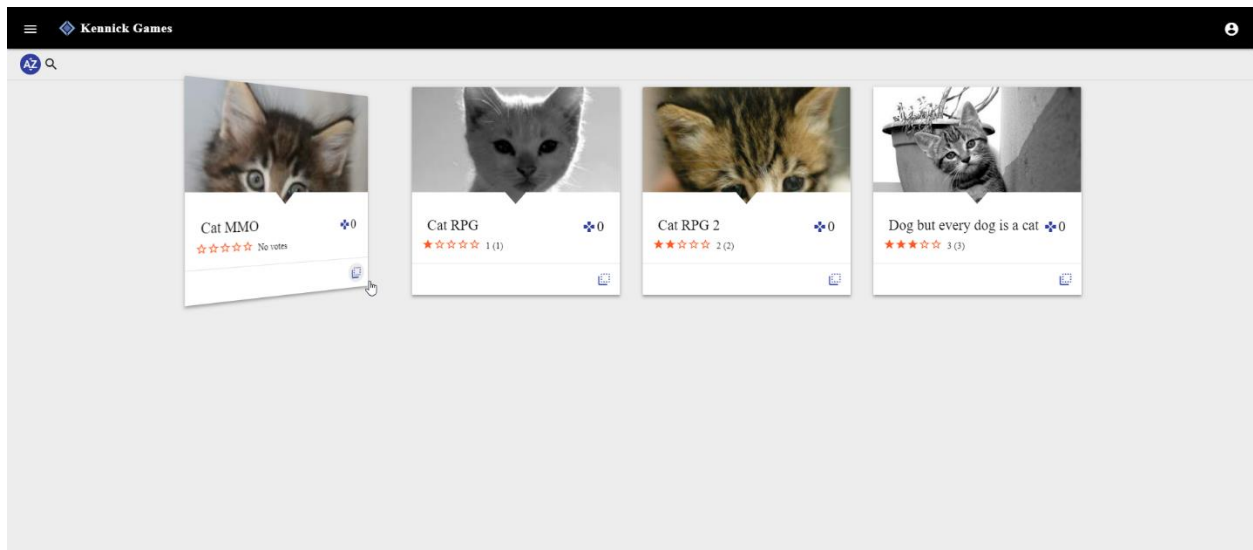 Kennick Games
AZ
Cat MMO
0
No votes
Cat RPG
0
1 (1)
Cat RPG 2
0
2 (2)
Dog but every dog is a cat
0
3 (3)